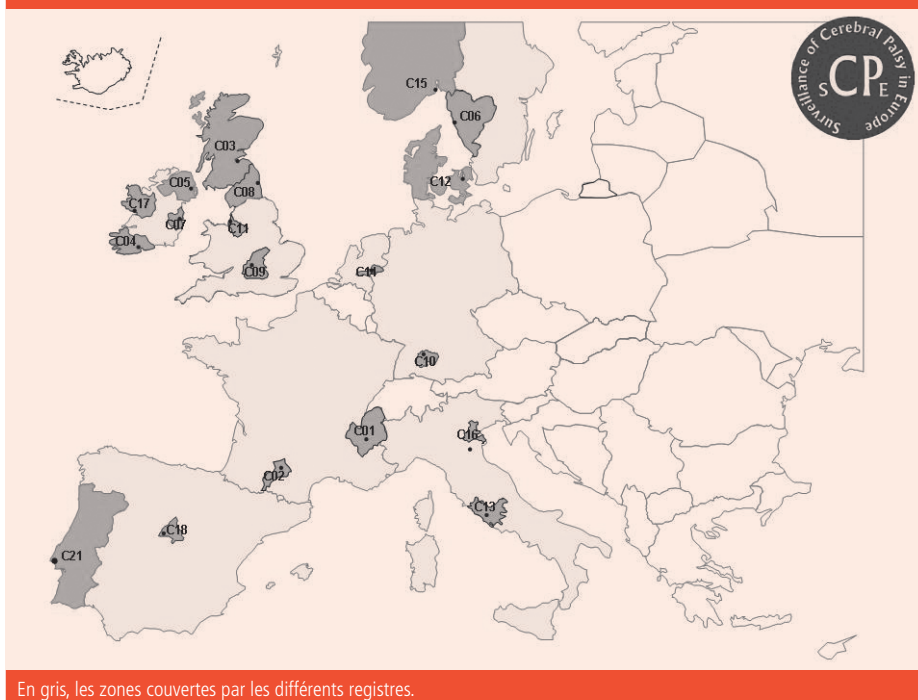 Surveillance of Cerebral Palsy in Europe
SCPE
C15
C06
C03
C12
C05
C08
C17
C07
C11
C04
C09
C14
C10
C01
C16
C02
C13
C18
C21
En gris, les zones couvertes par les différents registres.